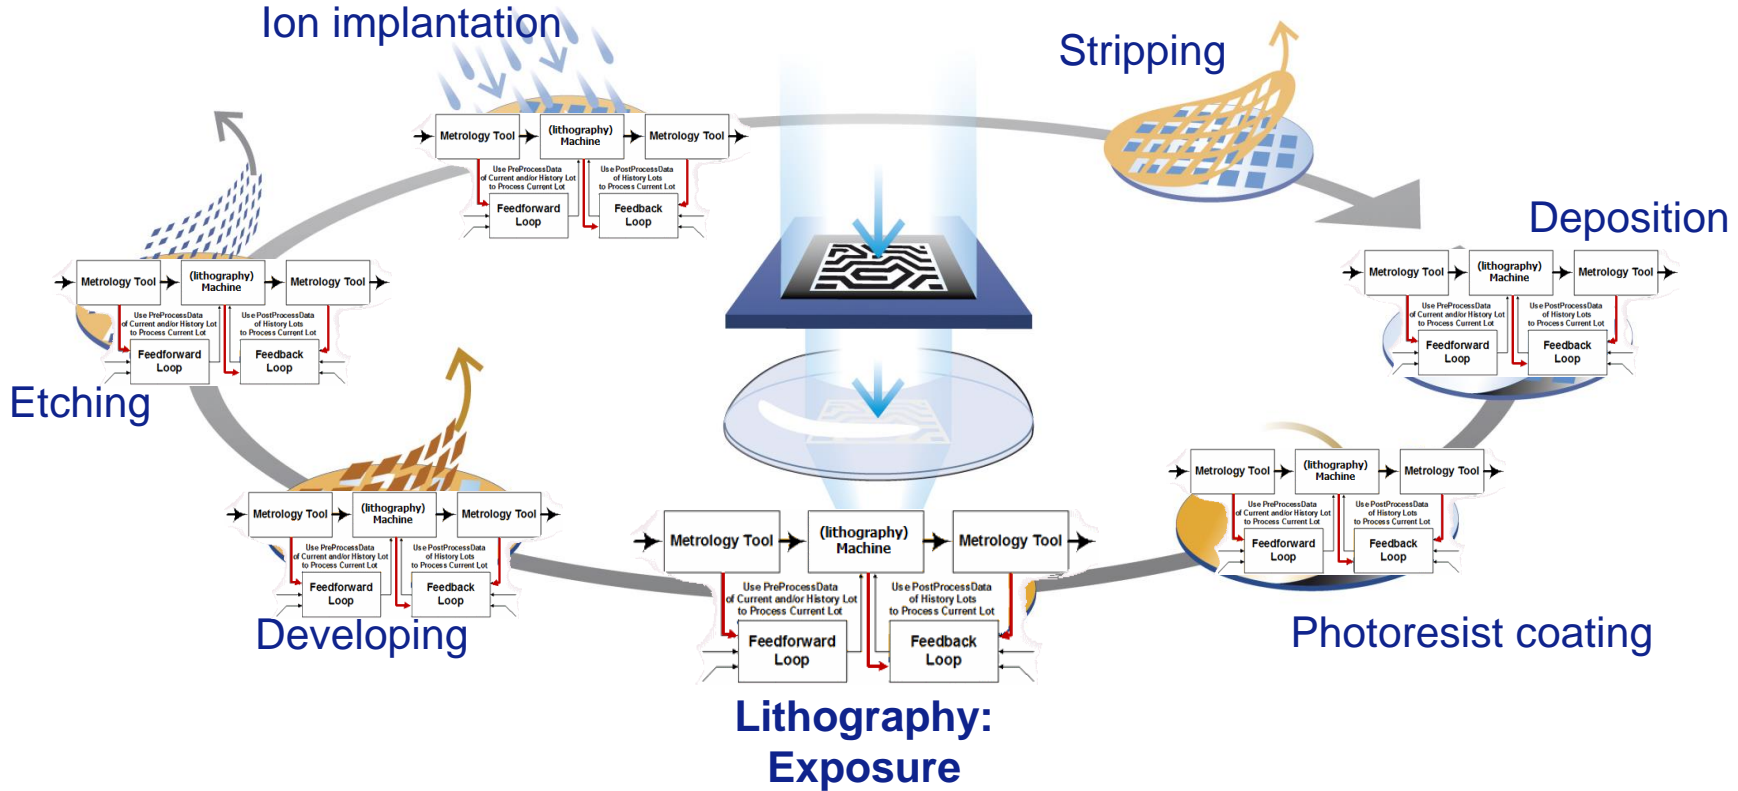 Ion implantation
Stripping
Metrology Tool
(lithography)
Machine
Metrology Tool
Use PreProcessData
of Current and/or History Lot
to Process Current Lot
Use PostProcessData
of History Lots
to Process Current Lot
Feedforward
Loop
Feedback
Loop
Deposition
Metrology Tool
(lithography)
Machine
Metrology Tool
Use PreProcessData
of Current and/or History Lot
to Process Current Lot
Use PostProcessData
of History Lots
to Process Current Lot
Feedforward
Loop
Feedback
Loop
Metrology Tool
(lithography)
Machine
Metrology Tool
Use PreProcessData
of Current and/or History Lot
to Process Current Lot
Use PostProcessData
of History Lots
to Process Current Lot
Feedforward
Loop
Feedback
Loop
Etching
Metrology Tool
(lithography)
Machine
Metrology Tool
Use PreProcessData
of Current and/or History Lot
to Process Current Lot
Use PostProcessData
of History Lots
to Process Current Lot
Feedforward
Loop
Feedback
Loop
Photoresist coating
Metrology Tool
(lithography)
Machine
Metrology Tool
Use PreProcessData
of Current and/or History Lot
to Process Current Lot
Use PostProcessData
of History Lots
to Process Current Lot
Feedforward
Loop
Feedback
Loop
Developing
Metrology Tool
(lithography)
Machine
Metrology Tool
Use PreProcessData
of Current and/or History Lot
to Process Current Lot
Use PostProcessData
of History Lots
to Process Current Lot
Feedforward
Loop
Feedback
Loop
Lithography:
Exposure